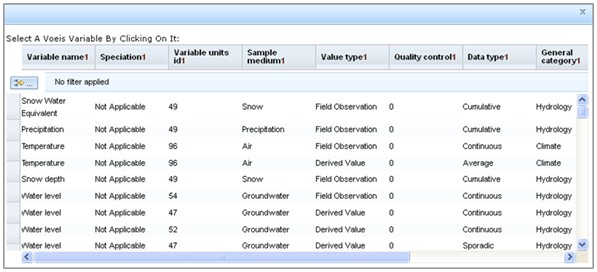 Select A Voeis Variable By Clicking On It:
Variable name1 Speciation1 Variable units id1 Sample medium1 Value type1 Quality control1 Data type1 General category1
... No filter applied
Snow Water Equivalent Not Applicable 49 Snow Field Observation 0 Cumulative Hydrology
Precipitation Not Applicable 49 Precipitation Field Observation 0 Cumulative Hydrology
Temperature Not Applicable 96 Air Field Observation 0 Continuous Climate
Temperature Not Applicable 96 Air Derived Value 0 Average Climate
Snow depth Not Applicable 49 Snow Field Observation 0 Cumulative Hydrology
Water level Not Applicable 54 Groundwater Field Observation 0 Continuous Hydrology
Water level Not Applicable 47 Groundwater Derived Value 0 Continuous Hydrology
Water level Not Applicable 52 Groundwater Derived Value 0 Continuous Hydrology
Water level Not Applicable 47 Groundwater Derived Value 0 Sporadic Hydrology